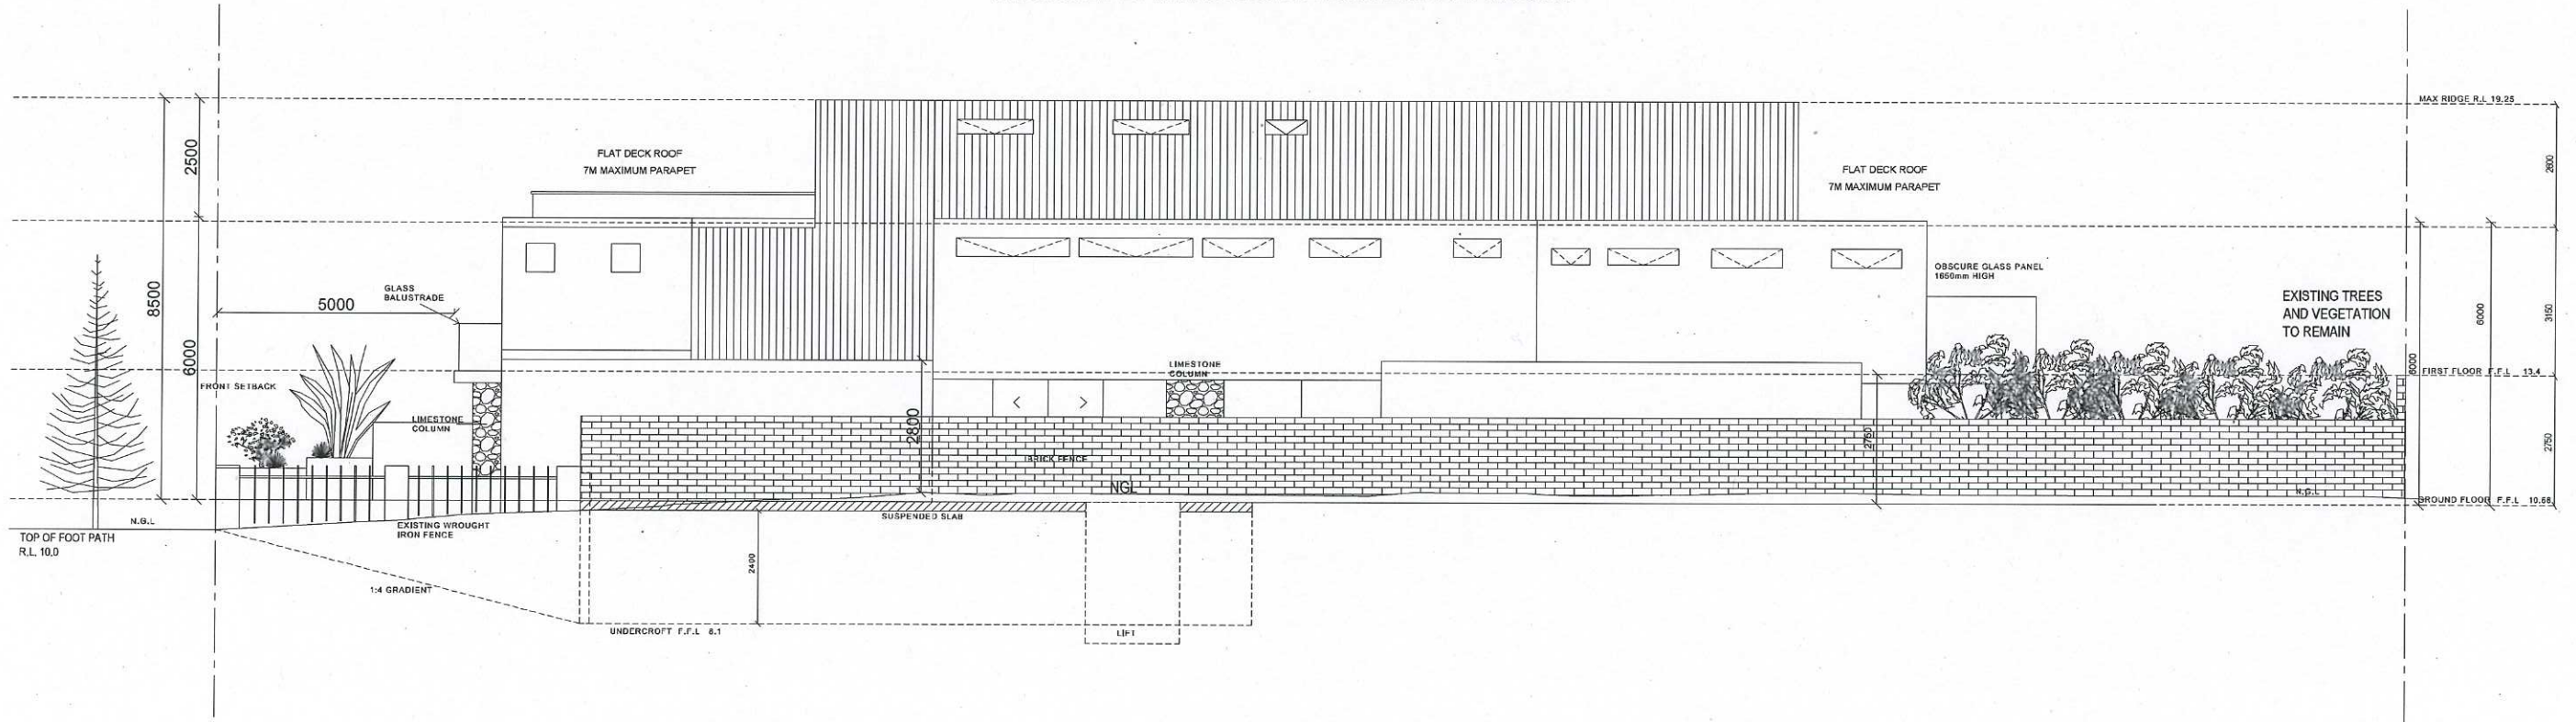 MAX RIDGE R.L 19.25
2500
2600
FLAT DECK ROOF
7M MAXIMUM PARAPET
FLAT DECK ROOF
7M MAXIMUM PARAPET
8500
5000
GLASS
BALUSTRADE
OBSCURE GLASS PANEL
1650mm HIGH
EXISTING TREES
AND VEGETATION
TO REMAIN
6000
3150
6000
6000
FRONT SETBACK
LIMESTONE
COLUMN
LIMESTONE
COLUMN
FIRST FLOOR F.F.L 13.4
2800
2750
2750
BRICK FENCE
NGL
N.G.L
GROUND FLOOR F.F.L 10.68
N.G.L
TOP OF FOOT PATH
R.L. 10.0
EXISTING WROUGHT
IRON FENCE
SUSPENDED SLAB
2400
1:4 GRADIENT
UNDERCROFT F.F.L 8.1
LIFT